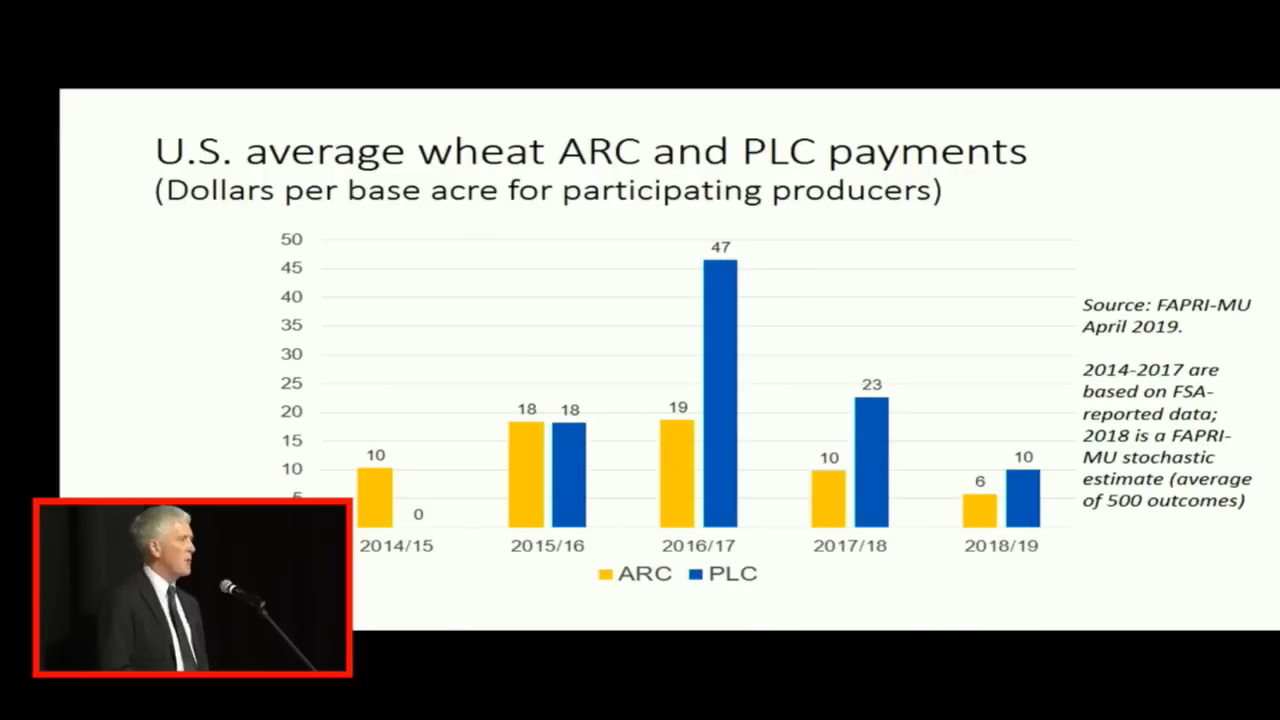 U.S. average wheat ARC and PLC payments
(Dollars per base acre for participating producers)
50
45
40
35
30
25
20
15
10
5
10
0
18
18
19
47
10
23
6
10
2014/15
2015/16
2016/17
2017/18
2018/19
ARC
PLC
Source: FAPRI-MU
April 2019.
2014-2017 are
based on FSA-
reported data;
2018 is a FAPRI-
MU stochastic
estimate (average
of 500 outcomes)